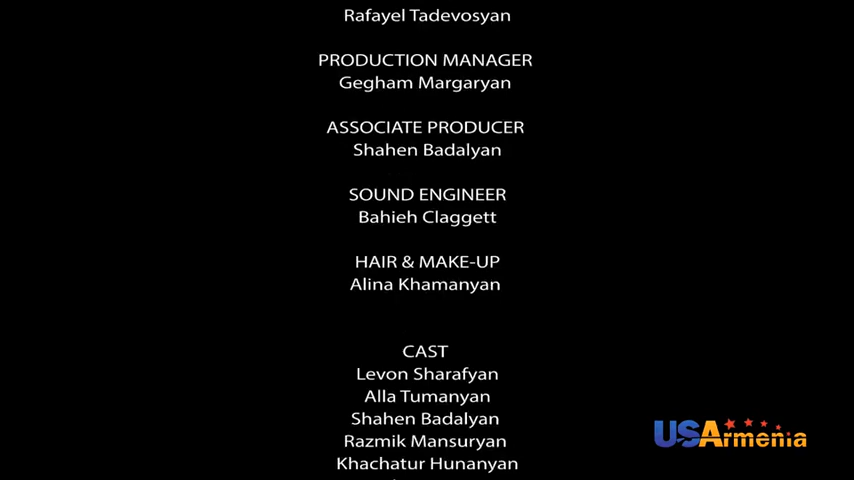 Rafayel Tadevosyan
PRODUCTION MANAGER
Gegham Margaryan
ASSOCIATE PRODUCER
Shahen Badalyan
SOUND ENGINEER
Bahieh Claggett
HAIR & MAKE-UP
Alina Khamanyan
CAST
Levon Sharafyan
Alla Tumanyan
Shahen Badalyan
Razmik Mansuryan
Khachatur Hunanyan
USArmenia